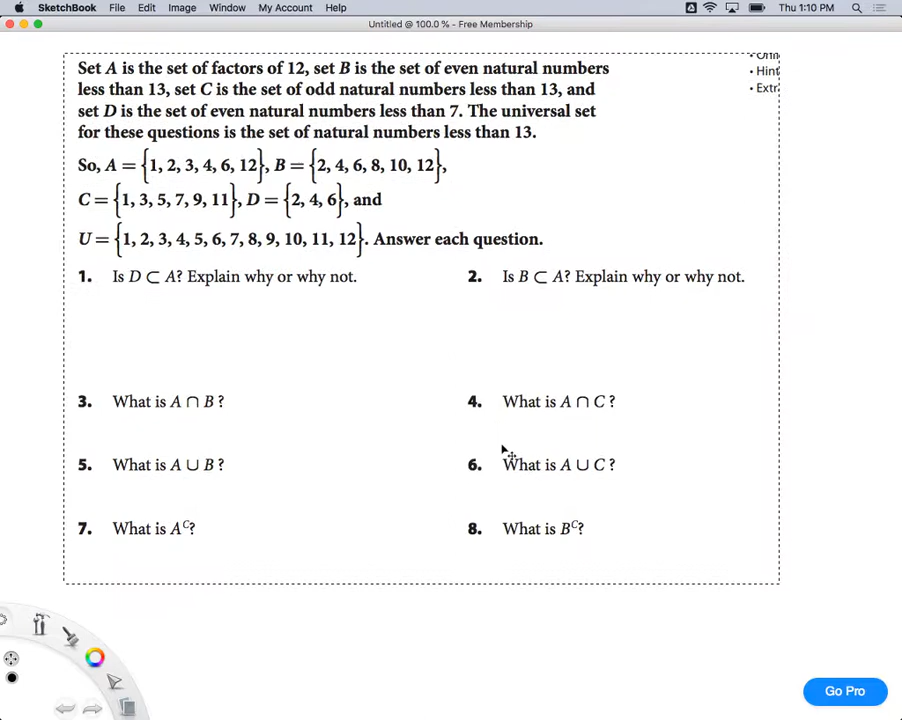 SketchBook File Edit Image Window My Account Help Thu 1:10 PM
Untitled @ 100.0 % - Free Membership
Set A is the set of factors of 12, set B is the set of even natural numbers
less than 13, set C is the set of odd natural numbers less than 13, and
set D is the set of even natural numbers less than 7. The universal set
for these questions is the set of natural numbers less than 13.
So, A = {1, 2, 3, 4, 6, 12}, B = {2, 4, 6, 8, 10, 12},
C = {1, 3, 5, 7, 9, 11}, D = {2, 4, 6}, and
U = {1, 2, 3, 4, 5, 6, 7, 8, 9, 10, 11, 12}. Answer each question.
• Hint
• Extr
1. Is D ⊂ A? Explain why or why not.
2. Is B ⊂ A? Explain why or why not.
3. What is A ∩ B?
4. What is A ∩ C?
5. What is A ∪ B?
6. What is A ∪ C?
7. What is Aᶜ?
8. What is Bᶜ?
Go Pro